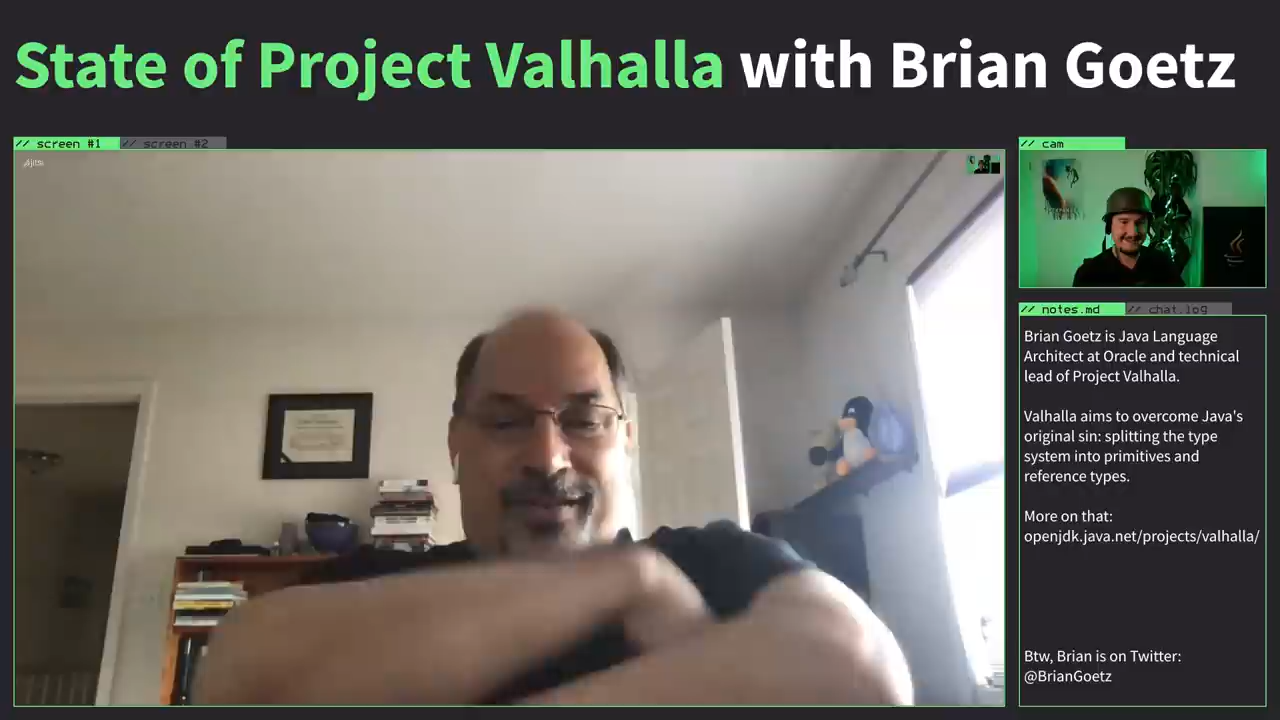 State of Project Valhalla with Brian Goetz
// screen #1 // screen #2
// cam
Jitsi
// notes.md // chat.log
Brian Goetz is Java Language
Architect at Oracle and technical
lead of Project Valhalla.
Valhalla aims to overcome Java's
original sin: splitting the type
system into primitives and
reference types.
More on that:
openjdk.java.net/projects/valhalla/
Btw, Brian is on Twitter:
@BrianGoetz